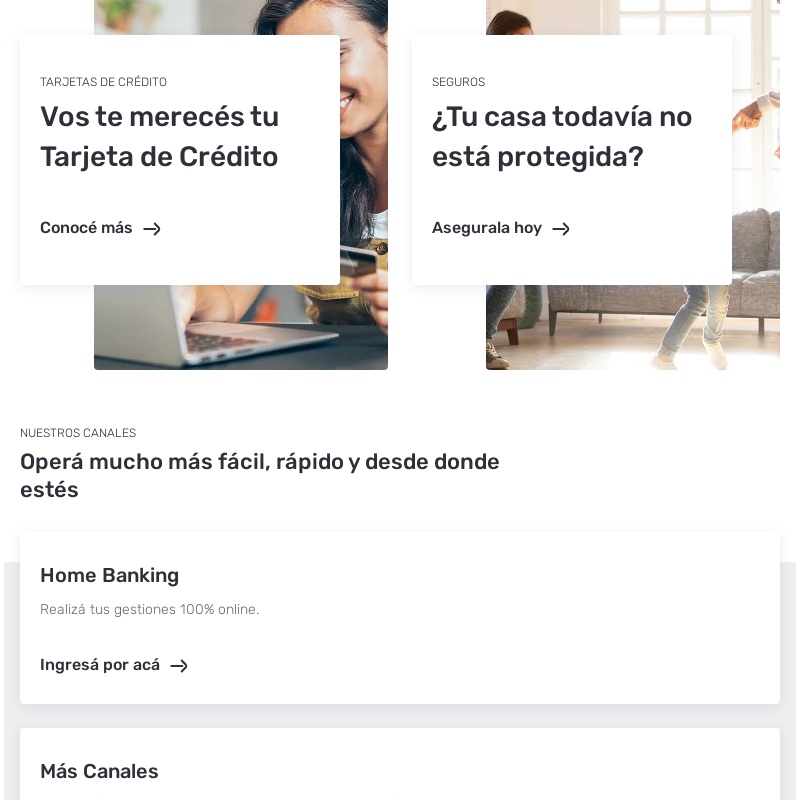 TARJETAS DE CRÉDITO
Vos te merecés tu
Tarjeta de Crédito
Conocé más
SEGUROS
¿Tu casa todavía no
está protegida?
Asegurala hoy
NUESTROS CANALES
Operá mucho más fácil, rápido y desde donde
estés
Home Banking
Realizá tus gestiones 100% online.
Ingresá por acá
Más Canales